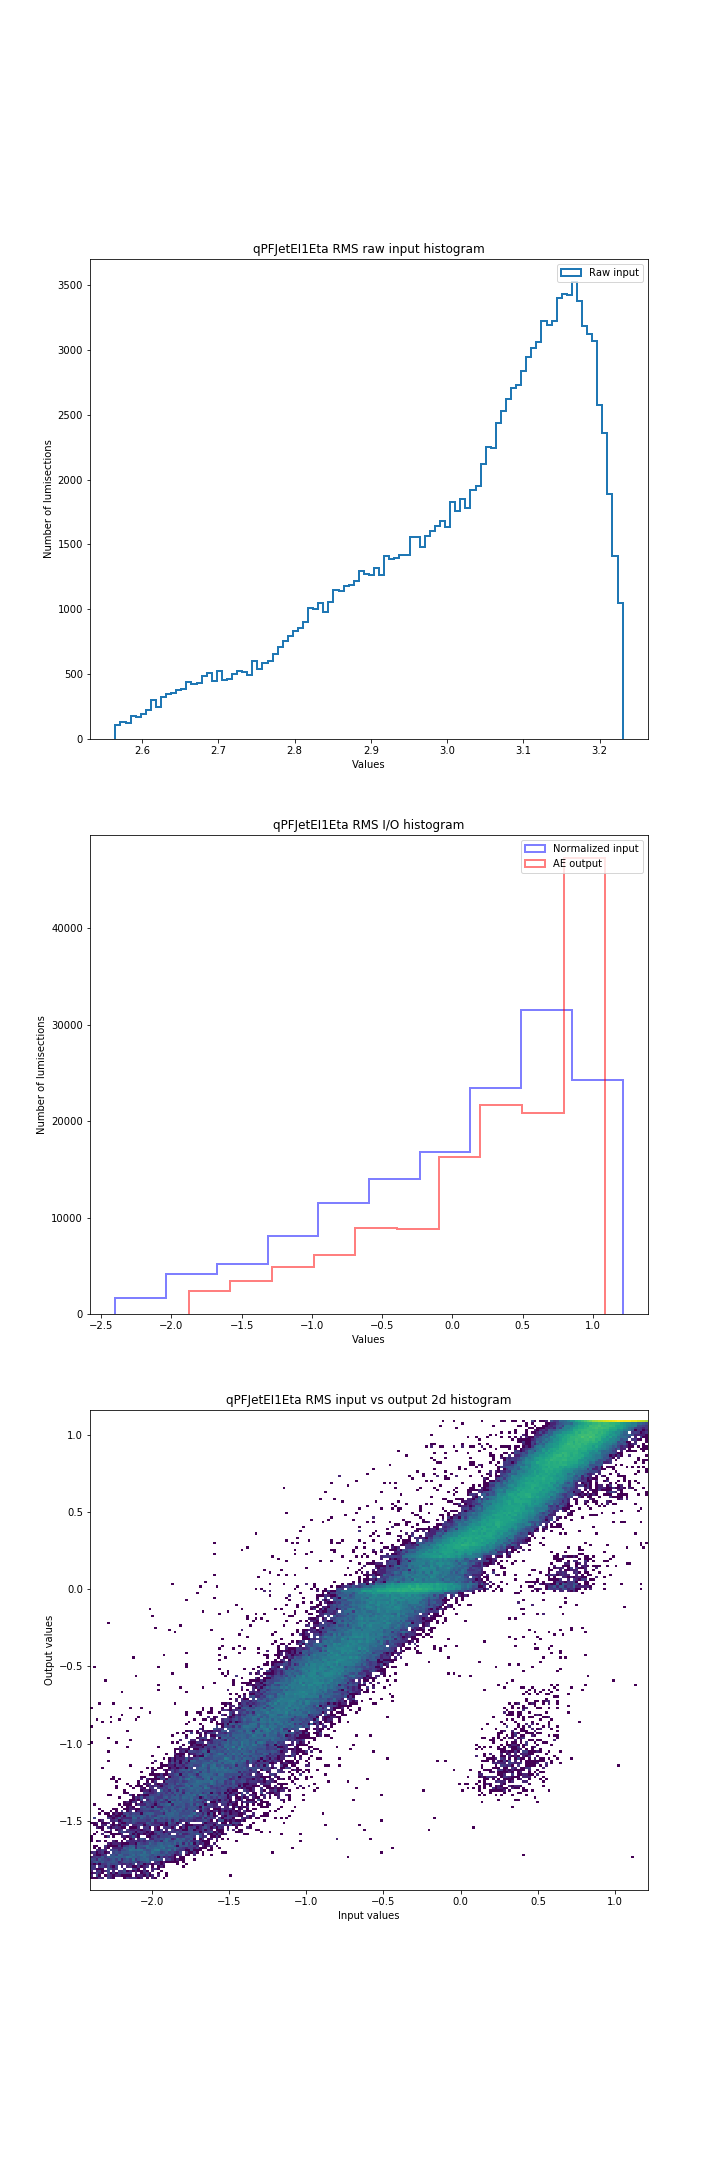 qPFJetEI1Eta RMS raw input histogram
Raw input
3500
3000
2500
2000
1500
1000
500
0
Number of lumisections
2.6 2.7 2.8 2.9 3.0 3.1 3.2
Values
qPFJetEI1Eta RMS I/O histogram
Normalized input
AE output
40000
30000
20000
10000
0
Number of lumisections
−2.5 −2.0 −1.5 −1.0 −0.5 0.0 0.5 1.0
Values
qPFJetEI1Eta RMS input vs output 2d histogram
1.0
0.5
0.0
−0.5
−1.0
−1.5
Output values
−2.0 −1.5 −1.0 −0.5 0.0 0.5 1.0
Input values